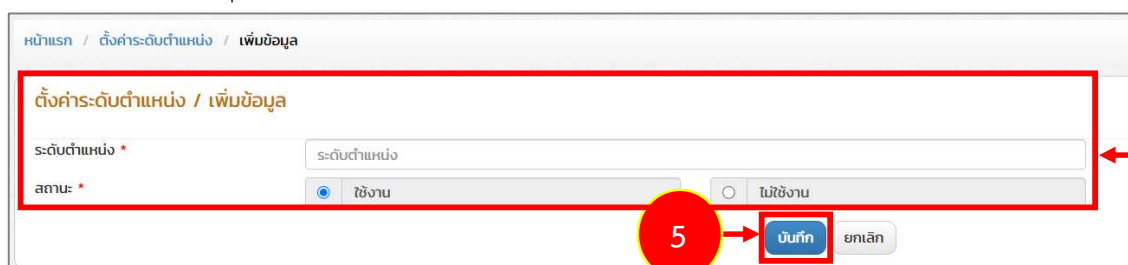 หน้าแรก / ตั้งค่าระดับตำแหน่ง / เพิ่มข้อมูล
ตั้งค่าระดับตำแหน่ง / เพิ่มข้อมูล
ระดับตำแหน่ง * ระดับตำแหน่ง
สถานะ * ใช้งาน ไม่ใช้งาน
5 บันทึก ยกเลิก